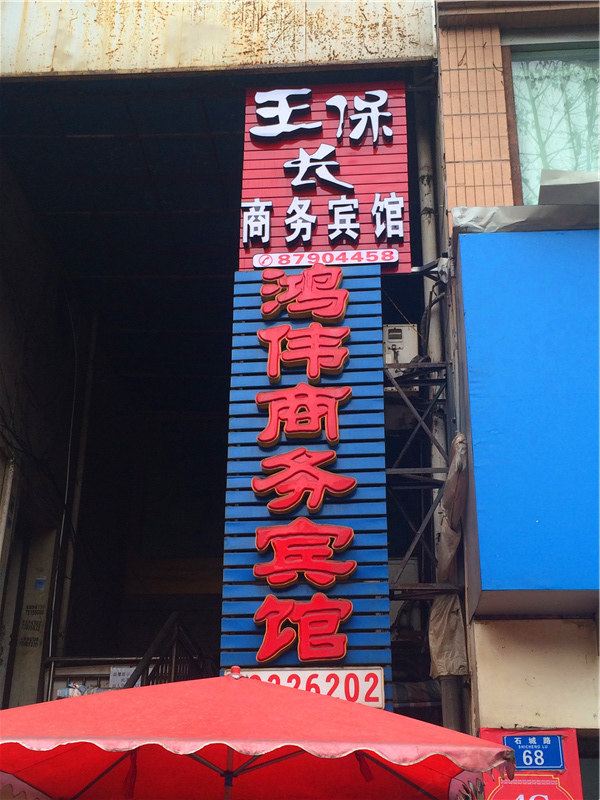 王保
长
商务宾馆
87904458
鸿伟商务宾馆
226202
石城路
SHICHENG LU
68